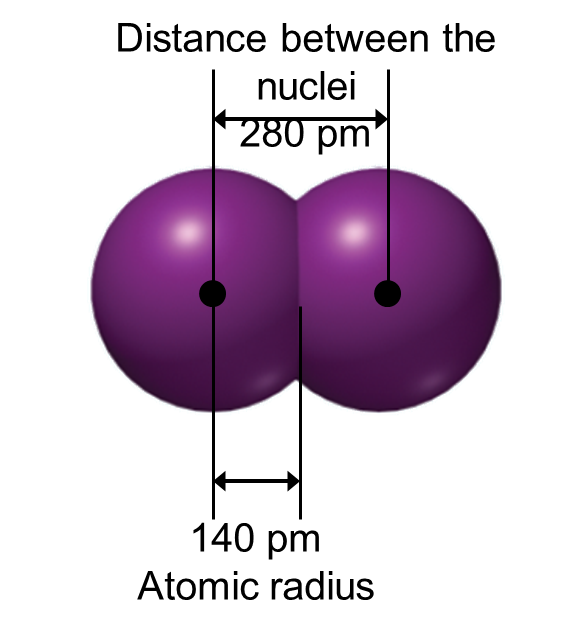 Distance between the
nuclei
280 pm
140 pm
Atomic radius